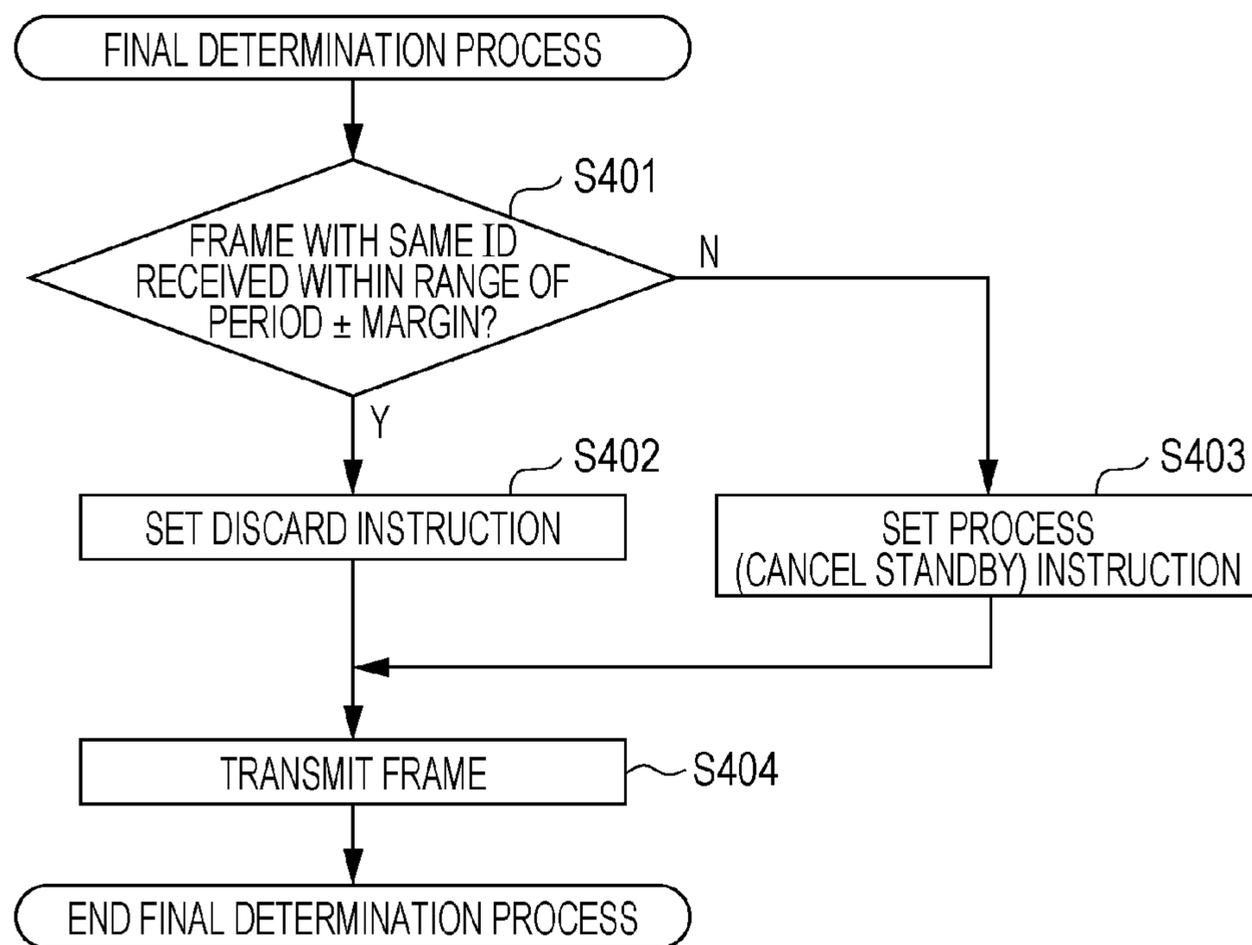 FINAL DETERMINATION PROCESS
S401
FRAME WITH SAME ID
RECEIVED WITHIN RANGE OF
PERIOD ± MARGIN?
N
Y
S402
SET DISCARD INSTRUCTION
S403
SET PROCESS
(CANCEL STANDBY) INSTRUCTION
TRANSMIT FRAME
S404
END FINAL DETERMINATION PROCESS